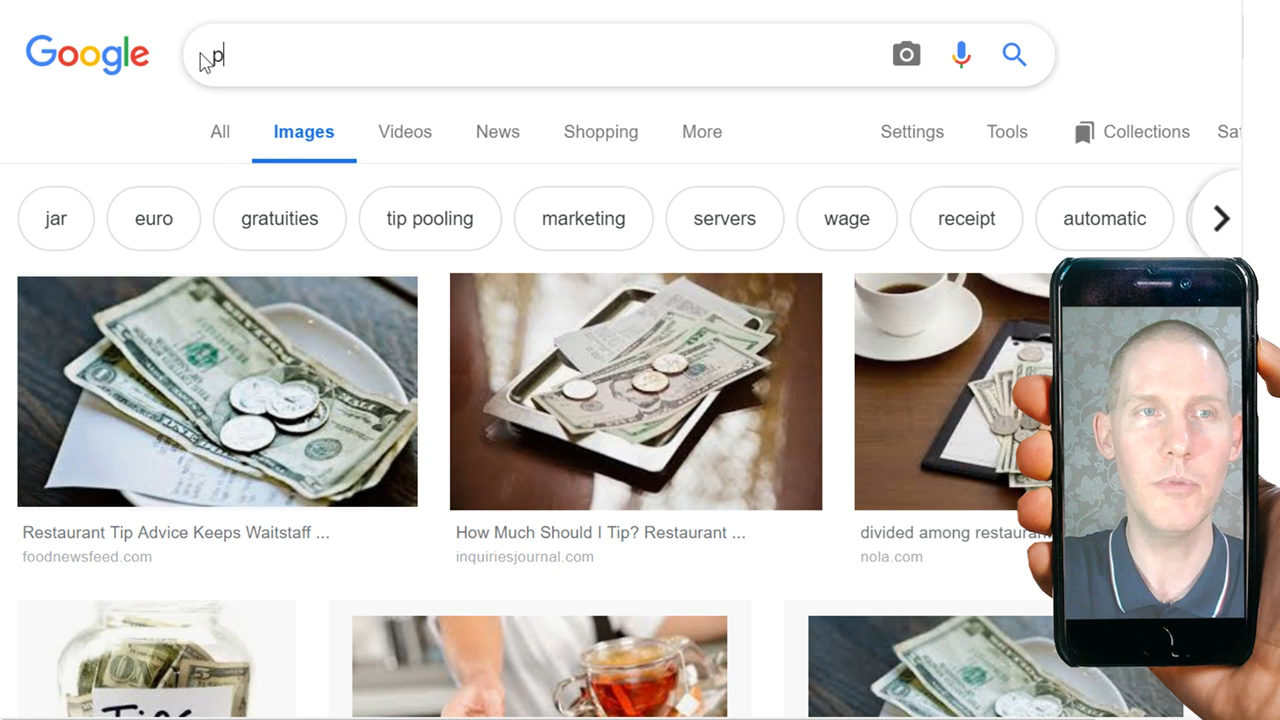 Google
p
All Images Videos News Shopping More Settings Tools Collections
jar euro gratuities tip pooling marketing servers wage receipt automatic
Restaurant Tip Advice Keeps Waitstaff ...
foodnewsfeed.com
How Much Should I Tip? Restaurant ...
inquiriesjournal.com
divided among restauran
nola.com
Tips